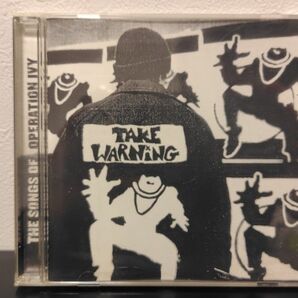 THE SONGS OF OPERATION IVY
TAKE
WARNING